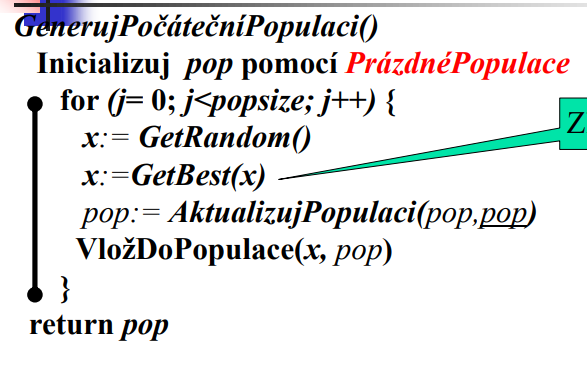 GenerujPočátečníPopulaci()
Inicializuj pop pomocí PrázdnéPopulace
for (j= 0; j<popsize; j++) {
x:= GetRandom()
x:=GetBest(x)
Z
pop:= AktualizujPopulaci(pop,pop)
VložDoPopulace(x, pop)
}
return pop